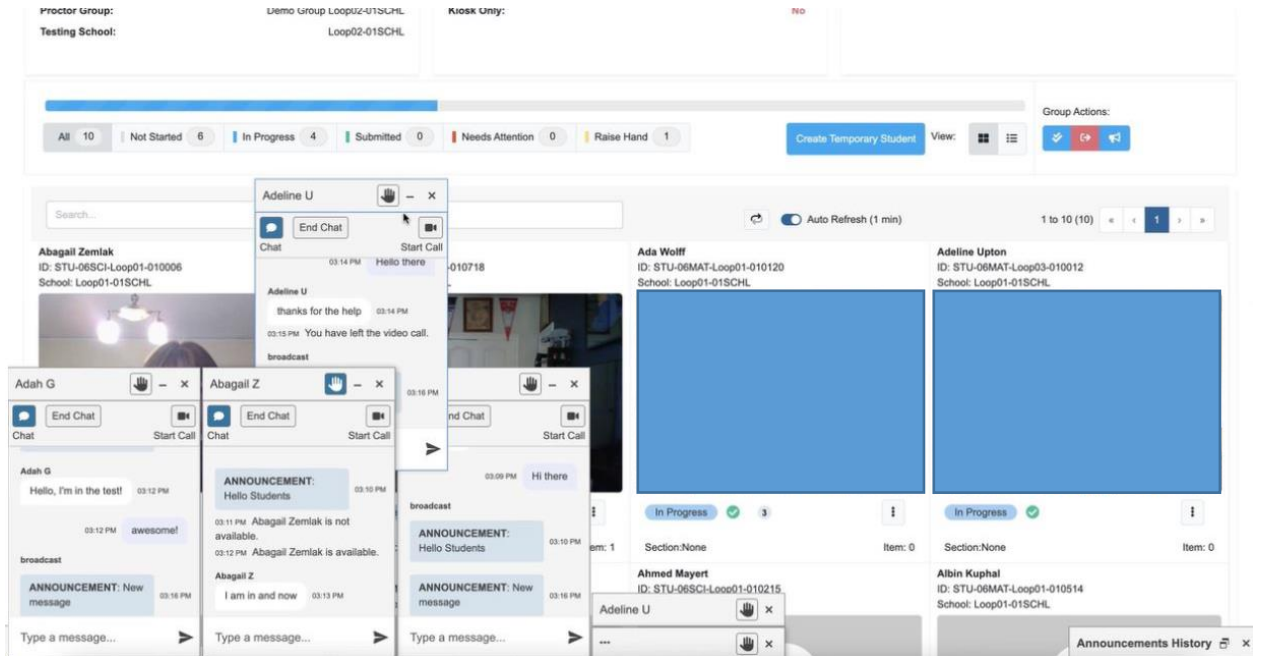 Proctor Group: Demo Group Loop02-01SCHL
Kiosk Only: No
Testing School: Loop02-01SCHL
Group Actions:
All 10 Not Started 6 In Progress 4 Submitted 0 Needs Attention 0 Raise Hand 1
Create Temporary Student View:
Search...
Auto Refresh (1 min)
1 to 10 (10) « ‹ 1 › »
Abagail Zemlak
ID: STU-06SCI-Loop01-010006
School: Loop01-01SCHL
-010718
Ada Wolff
ID: STU-06MAT-Loop01-010120
School: Loop01-01SCHL
In Progress 3
Section:None Item: 0
Adeline Upton
ID: STU-06MAT-Loop03-010012
School: Loop01-01SCHL
In Progress
Section:None Item: 0
em: 1
Ahmed Mayert
ID: STU-06SCI-Loop01-010215
Albin Kuphal
ID: STU-06MAT-Loop01-010514
School: Loop01-01SCHL
Adeline U
End Chat
Chat Start Call
03:14 PM Hello there
Adeline U
thanks for the help 03:14 PM
03:15 PM You have left the video call.
broadcast
03:16 PM
Adah G
End Chat
Chat Start Call
Adah G
Hello, I'm in the test! 03:12 PM
03:12 PM awesome!
broadcast
ANNOUNCEMENT: New
message 03:16 PM
Type a message...
Abagail Z
End Chat
Chat Start Call
ANNOUNCEMENT:
Hello Students 03:10 PM
03:11 PM Abagail Zemlak is not
available.
03:12 PM Abagail Zemlak is available.
Abagail Z
I am in and now 03:13 PM
Type a message...
nd Chat
Start Call
03:09 PM Hi there
broadcast
ANNOUNCEMENT:
Hello Students 03:10 PM
ANNOUNCEMENT: New
message 03:16 PM
Type a message...
Adeline U
...
Announcements History